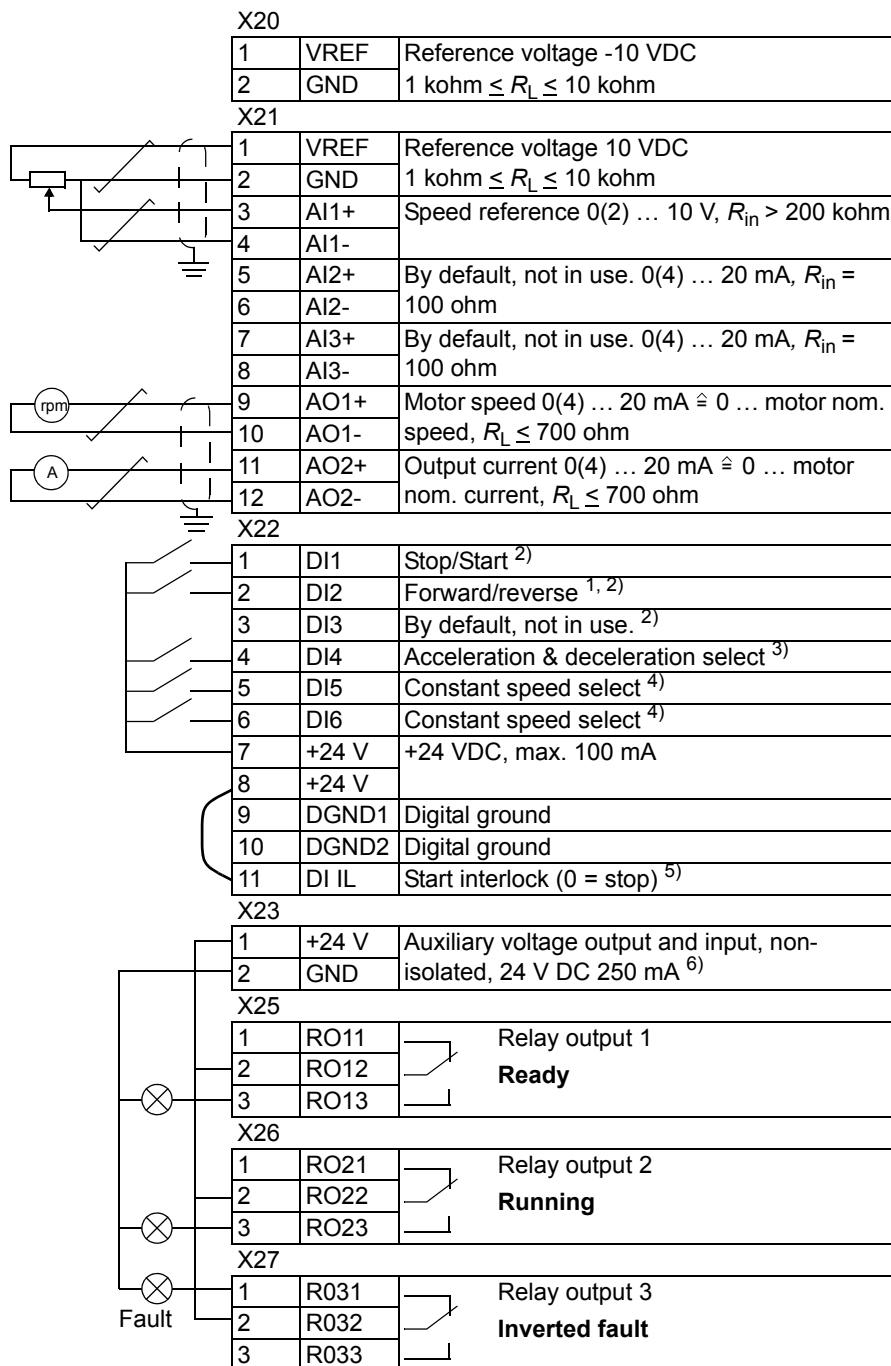 X20
1 VREF Reference voltage -10 VDC
2 GND 1 kohm ≤ RL ≤ 10 kohm
X21
1 VREF Reference voltage 10 VDC
2 GND 1 kohm ≤ RL ≤ 10 kohm
3 AI1+ Speed reference 0(2) … 10 V, Rin > 200 kohm
4 AI1-
5 AI2+ By default, not in use. 0(4) … 20 mA, Rin =
6 AI2- 100 ohm
7 AI3+ By default, not in use. 0(4) … 20 mA, Rin =
8 AI3- 100 ohm
rpm 9 AO1+ Motor speed 0(4) … 20 mA ≙ 0 … motor nom.
10 AO1- speed, RL ≤ 700 ohm
A 11 AO2+ Output current 0(4) … 20 mA ≙ 0 … motor
12 AO2- nom. current, RL ≤ 700 ohm
X22
1 DI1 Stop/Start 2)
2 DI2 Forward/reverse 1, 2)
3 DI3 By default, not in use. 2)
4 DI4 Acceleration & deceleration select 3)
5 DI5 Constant speed select 4)
6 DI6 Constant speed select 4)
7 +24 V +24 VDC, max. 100 mA
8 +24 V
9 DGND1 Digital ground
10 DGND2 Digital ground
11 DI IL Start interlock (0 = stop) 5)
X23
1 +24 V Auxiliary voltage output and input, non-
2 GND isolated, 24 V DC 250 mA 6)
X25
1 RO11 Relay output 1
2 RO12 Ready
3 RO13
X26
1 RO21 Relay output 2
2 RO22 Running
3 RO23
X27
1 R031 Relay output 3
Fault 2 R032 Inverted fault
3 R033